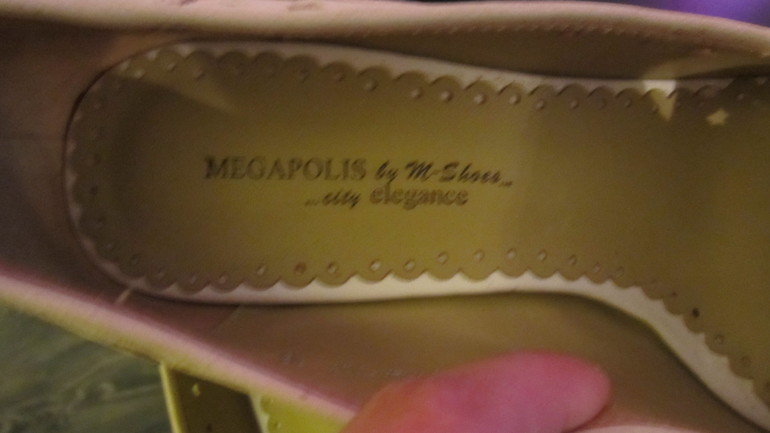 MEGAPOLIS by M-Shoes...
...city elegance